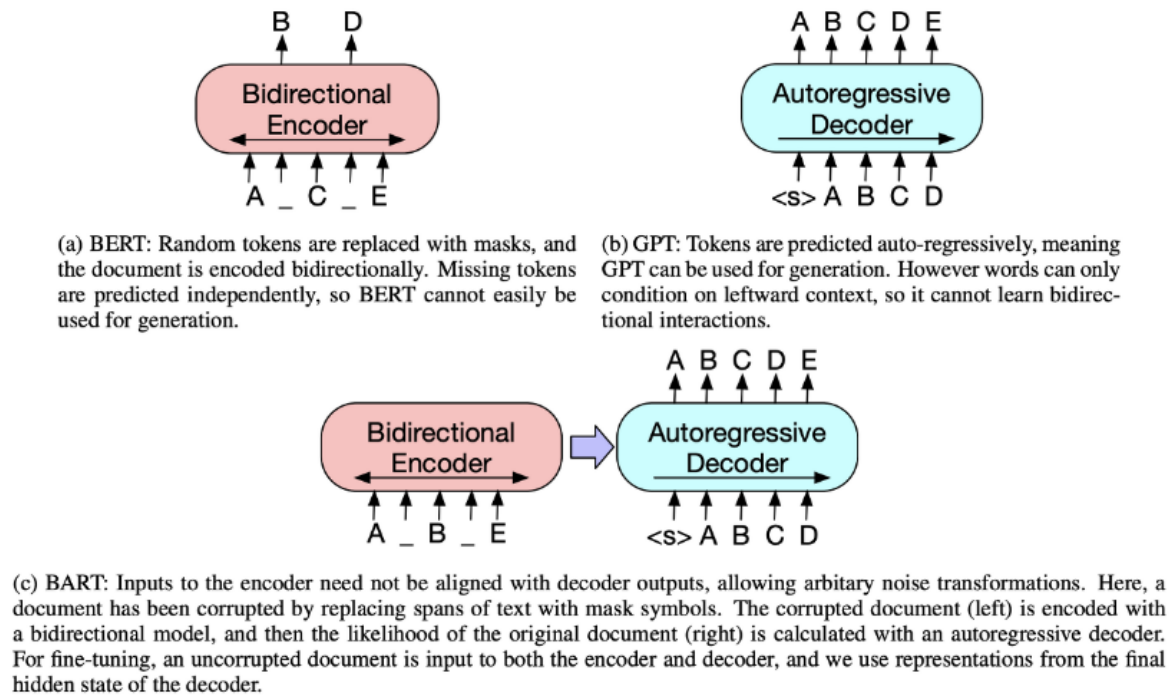 B D
Bidirectional
Encoder
A _ C _ E
(a) BERT: Random tokens are replaced with masks, and
the document is encoded bidirectionally. Missing tokens
are predicted independently, so BERT cannot easily be
used for generation.
A B C D E
Autoregressive
Decoder
<s> A B C D
(b) GPT: Tokens are predicted auto-regressively, meaning
GPT can be used for generation. However words can only
condition on leftward context, so it cannot learn bidirec-
tional interactions.
Bidirectional
Encoder
A _ B _ E
A B C D E
Autoregressive
Decoder
<s> A B C D
(c) BART: Inputs to the encoder need not be aligned with decoder outputs, allowing arbitary noise transformations. Here, a
document has been corrupted by replacing spans of text with mask symbols. The corrupted document (left) is encoded with
a bidirectional model, and then the likelihood of the original document (right) is calculated with an autoregressive decoder.
For fine-tuning, an uncorrupted document is input to both the encoder and decoder, and we use representations from the final
hidden state of the decoder.